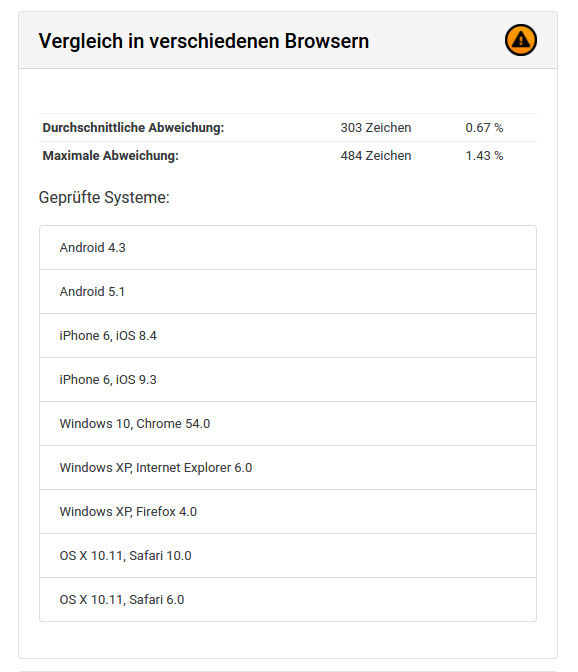 Vergleich in verschiedenen Browsern
Durchschnittliche Abweichung: 303 Zeichen 0.67 %
Maximale Abweichung: 484 Zeichen 1.43 %
Geprüfte Systeme:
Android 4.3
Android 5.1
iPhone 6, iOS 8.4
iPhone 6, iOS 9.3
Windows 10, Chrome 54.0
Windows XP, Internet Explorer 6.0
Windows XP, Firefox 4.0
OS X 10.11, Safari 10.0
OS X 10.11, Safari 6.0